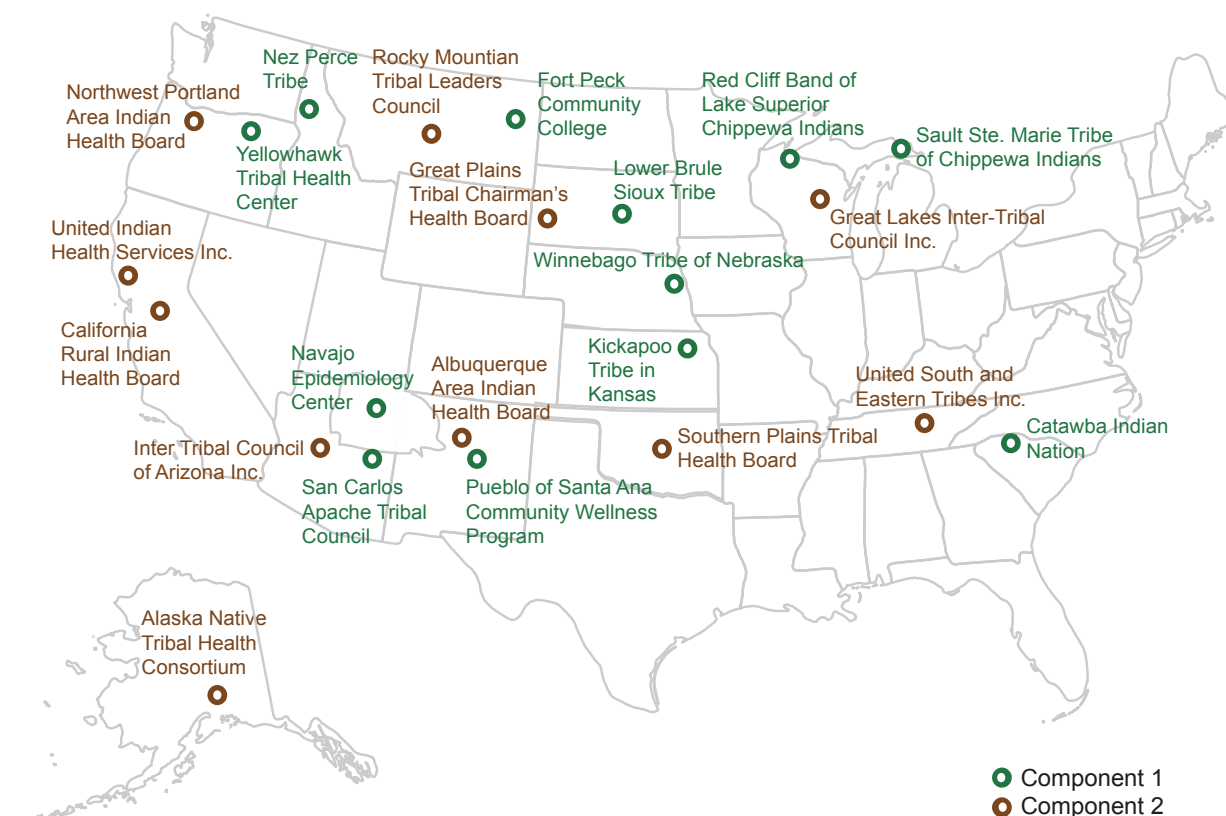 Nez Perce
Tribe
Rocky Mountian
Tribal Leaders
Council
Fort Peck
Community
College
Red Cliff Band of
Lake Superior
Chippewa Indians
Northwest Portland
Area Indian
Health Board
Sault Ste. Marie Tribe
of Chippewa Indians
Yellowhawk
Tribal Health
Center
Great Plains
Tribal Chairman's
Health Board
Lower Brule
Sioux Tribe
Great Lakes Inter-Tribal
Council Inc.
United Indian
Health Services Inc.
Winnebago Tribe of Nebraska
California
Rural Indian
Health Board
Navajo
Epidemiology
Center
Albuquerque
Area Indian
Health Board
Kickapoo
Tribe in
Kansas
United South and
Eastern Tribes Inc.
Inter Tribal Council
of Arizona Inc.
Southern Plains Tribal
Health Board
Catawba Indian
Nation
San Carlos
Apache Tribal
Council
Pueblo of Santa Ana
Community Wellness
Program
Alaska Native
Tribal Health
Consortium
Component 1
Component 2